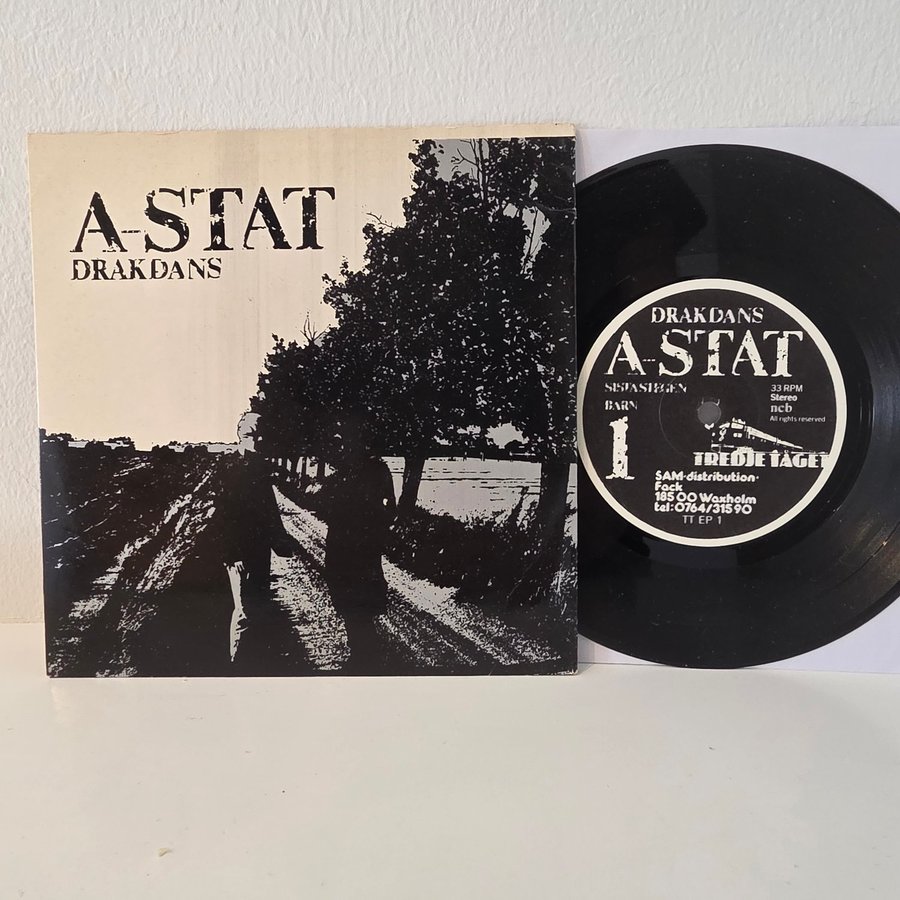 A-STAT
DRAKDANS
DRAKDANS
A-STAT
SISTA STEGEN
BARN
33 RPM
Stereo
ncb
All rights reserved
1
TREDJE TÅGET
SAM-distribution-
Fack
185 00 Waxholm
tel: 0764/315 90
TT EP 1